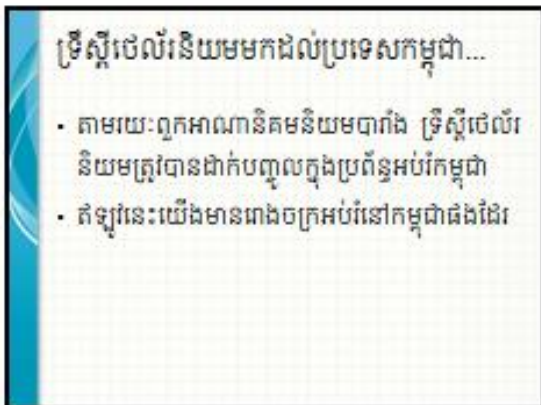 ទ្រឹស្តីថេល័រនិយមមកដល់ប្រទេសកម្ពុជា...
• តាមរយៈពួកអាណានិគមនិយមបារាំង ទ្រឹស្តីថេល័រ
និយមត្រូវបានដាក់បញ្ចូលក្នុងប្រព័ន្ធអប់រំកម្ពុជា
• ឥឡូវនេះយើងមានរោងចក្រអប់រំនៅកម្ពុជាផងដែរ